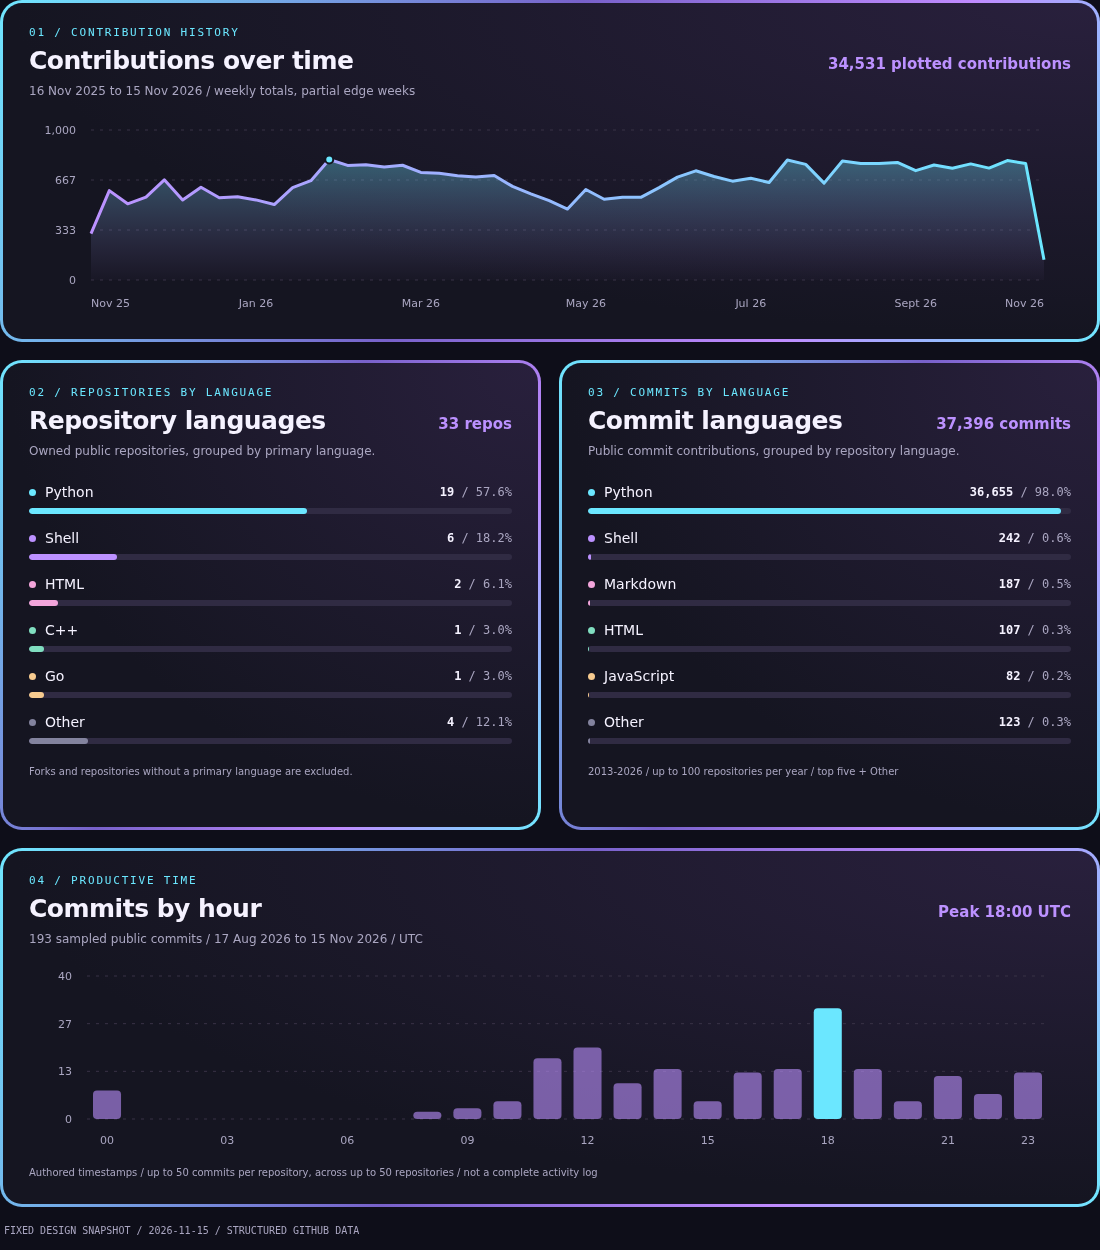 01 / CONTRIBUTION HISTORY
Contributions over time
34,531 plotted contributions
16 Nov 2025 to 15 Nov 2026 / weekly totals, partial edge weeks
1,000
667
333
0
Nov 25 Jan 26 Mar 26 May 26 Jul 26 Sept 26 Nov 26
02 / REPOSITORIES BY LANGUAGE
Repository languages
33 repos
Owned public repositories, grouped by primary language.
Python 19 / 57.6%
Shell 6 / 18.2%
HTML 2 / 6.1%
C++ 1 / 3.0%
Go 1 / 3.0%
Other 4 / 12.1%
Forks and repositories without a primary language are excluded.
03 / COMMITS BY LANGUAGE
Commit languages
37,396 commits
Public commit contributions, grouped by repository language.
Python 36,655 / 98.0%
Shell 242 / 0.6%
Markdown 187 / 0.5%
HTML 107 / 0.3%
JavaScript 82 / 0.2%
Other 123 / 0.3%
2013-2026 / up to 100 repositories per year / top five + Other
04 / PRODUCTIVE TIME
Commits by hour
Peak 18:00 UTC
193 sampled public commits / 17 Aug 2026 to 15 Nov 2026 / UTC
40
27
13
0
00 03 06 09 12 15 18 21 23
Authored timestamps / up to 50 commits per repository, across up to 50 repositories / not a complete activity log
FIXED DESIGN SNAPSHOT / 2026-11-15 / STRUCTURED GITHUB DATA